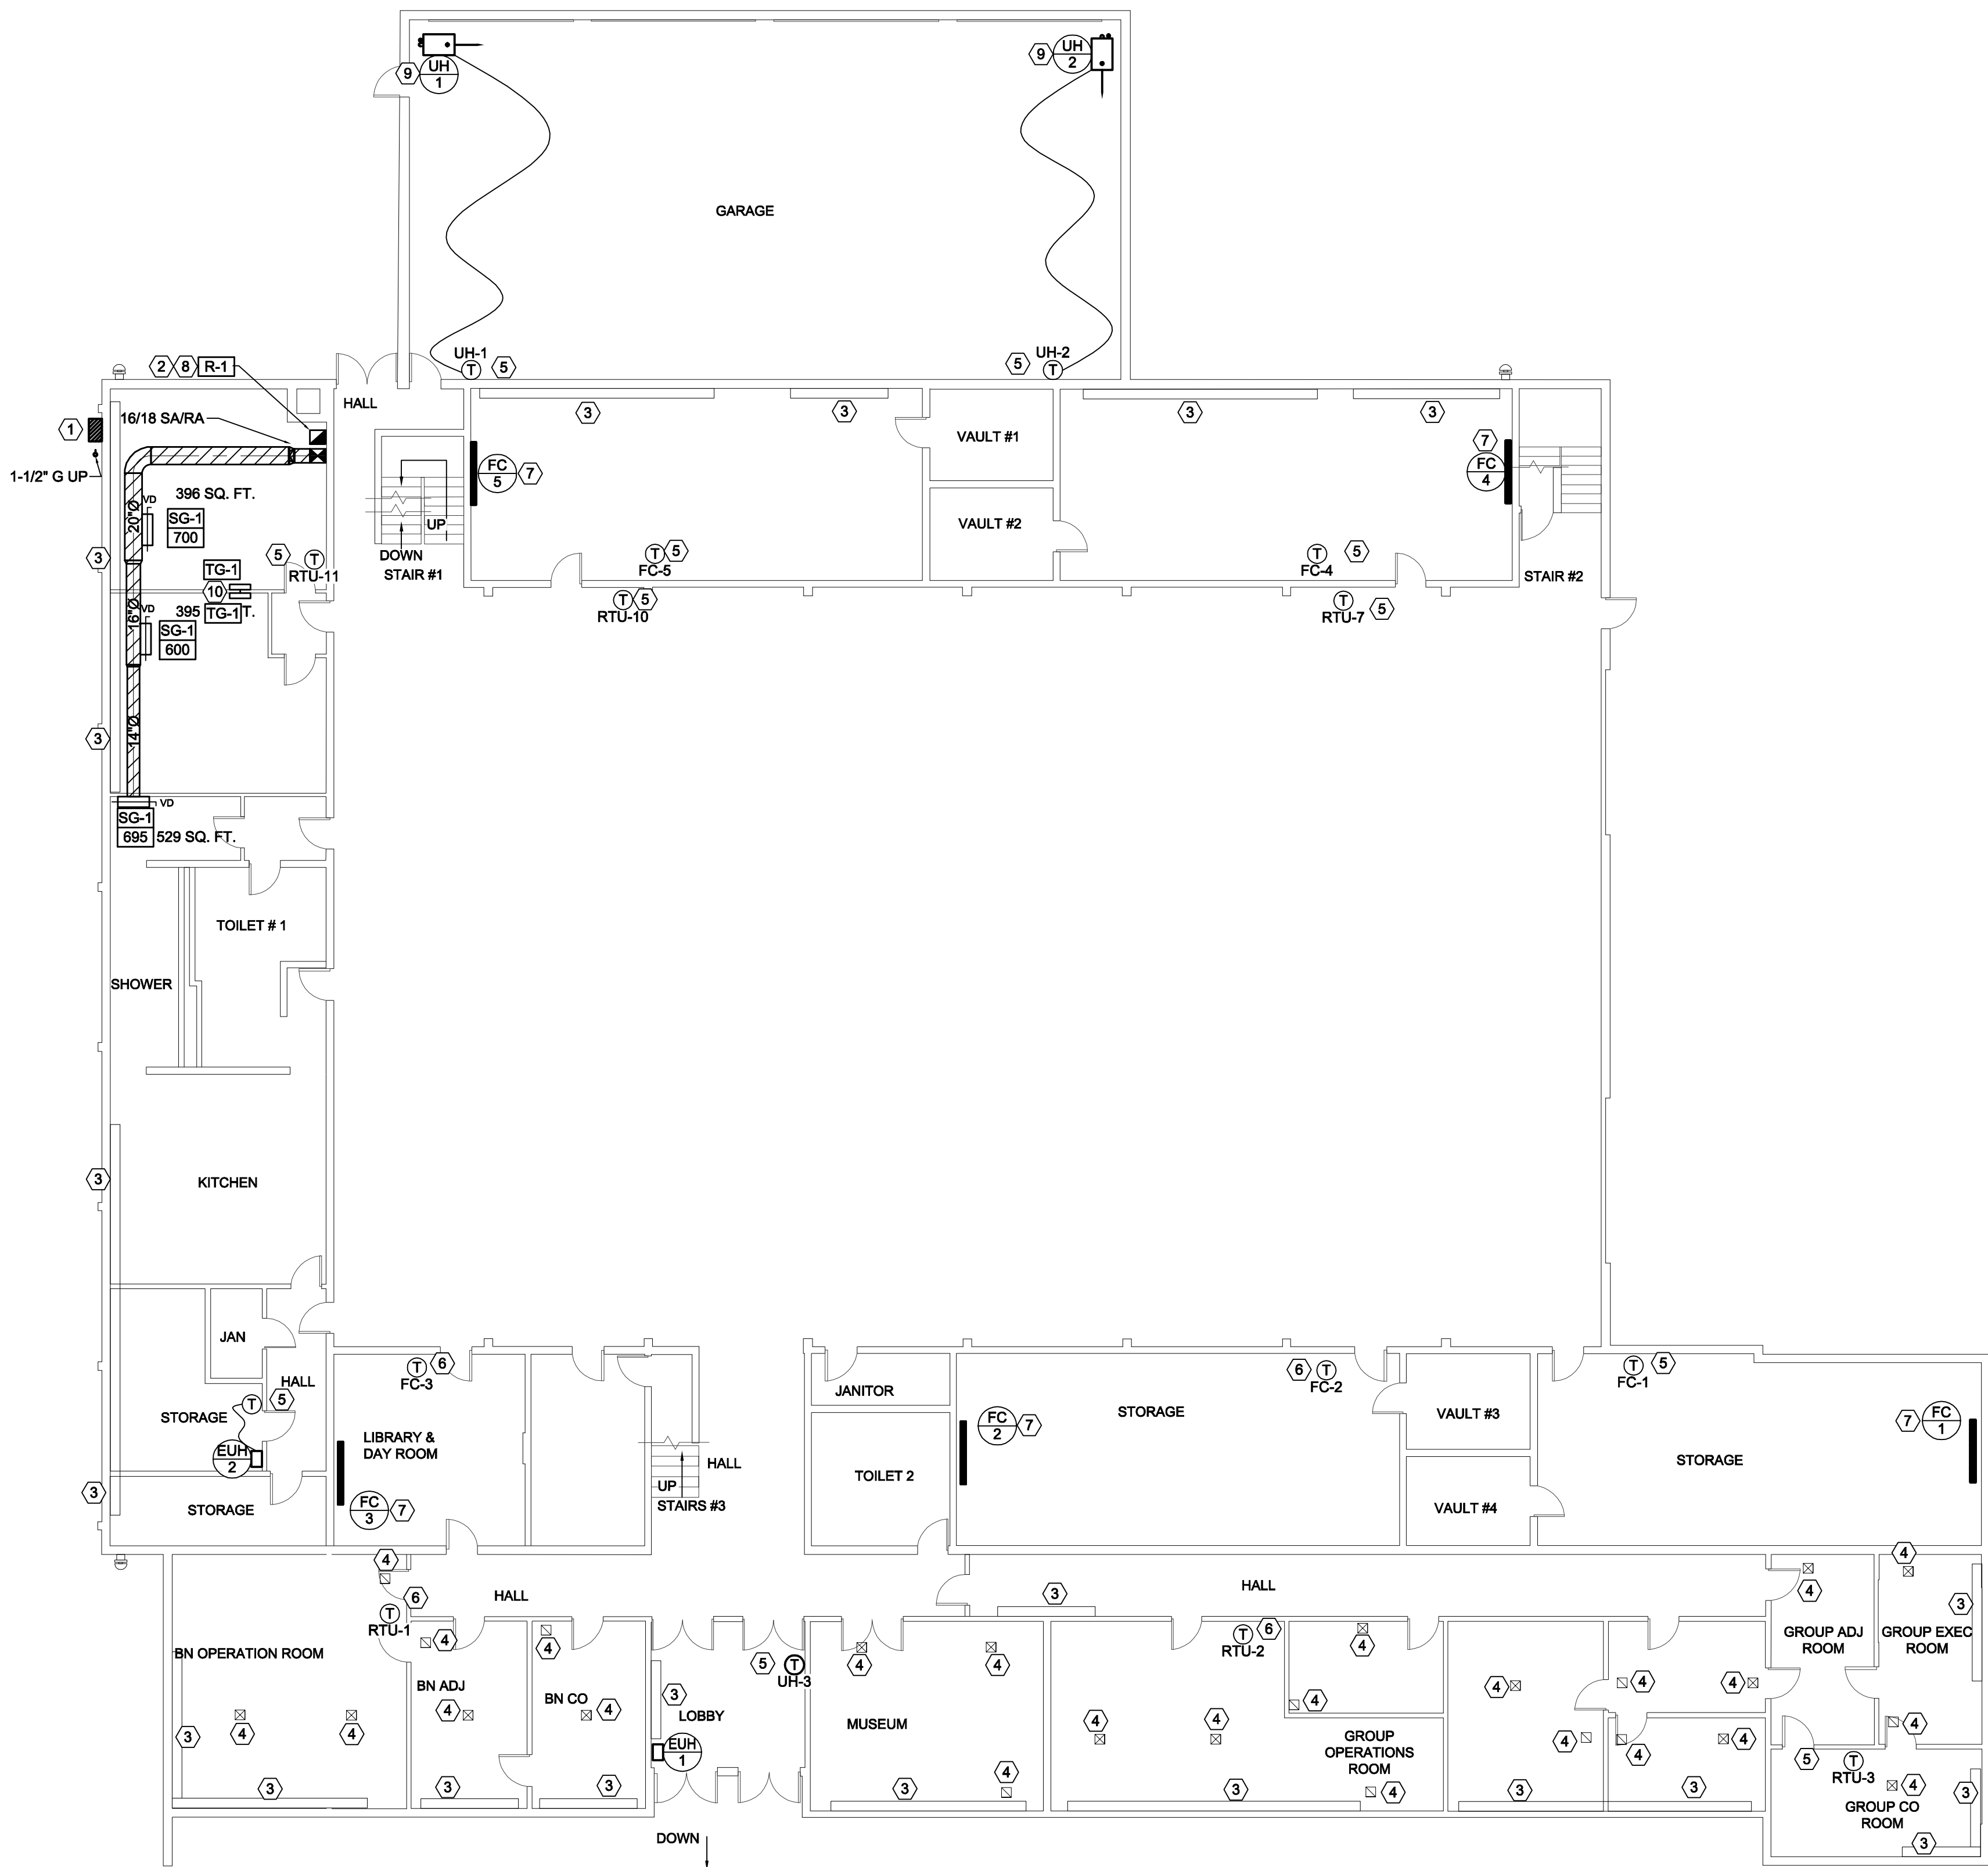 UH
1
9
9
UH
2
GARAGE
UH-1
T
5
5
UH-2
T
2
8
R-1
HALL
16/18 SA/RA
1
1-1/2" G UP
3
3
3
3
VAULT #1
VAULT #2
FC
5
7
7
FC
4
396 SQ. FT.
VD
20"Ø
SG-1
700
UP
DOWN
STAIR #1
STAIR #2
T
5
FC-5
T
5
FC-4
3
5
T
RTU-11
TG-1
10
TG-1
395
T.
VD
16"Ø
SG-1
600
T
5
RTU-10
T
5
RTU-7
14"Ø
3
VD
SG-1
695
529 SQ. FT.
TOILET # 1
SHOWER
KITCHEN
3
JAN
HALL
T
5
STORAGE
EUH
2
STORAGE
3
T
6
FC-3
LIBRARY &
DAY ROOM
FC
3
7
UP
STAIRS #3
HALL
JANITOR
TOILET 2
FC
2
7
STORAGE
6
T
FC-2
VAULT #3
VAULT #4
T
5
FC-1
STORAGE
7
FC
1
4
6
T
RTU-1
HALL
HALL
3
BN OPERATION ROOM
4
4
3
3
4
BN ADJ
4
3
4
BN CO
4
3
5
T
UH-3
3
LOBBY
EUH
1
DOWN
4
4
MUSEUM
4
3
T
6
RTU-2
4
4
4
4
GROUP
OPERATIONS
ROOM
4
3
4
4
3
4
4
4
4
3
4
GROUP ADJ
ROOM
4
3
GROUP EXEC
ROOM
4
5
T
RTU-3
4
3
GROUP CO
ROOM
3